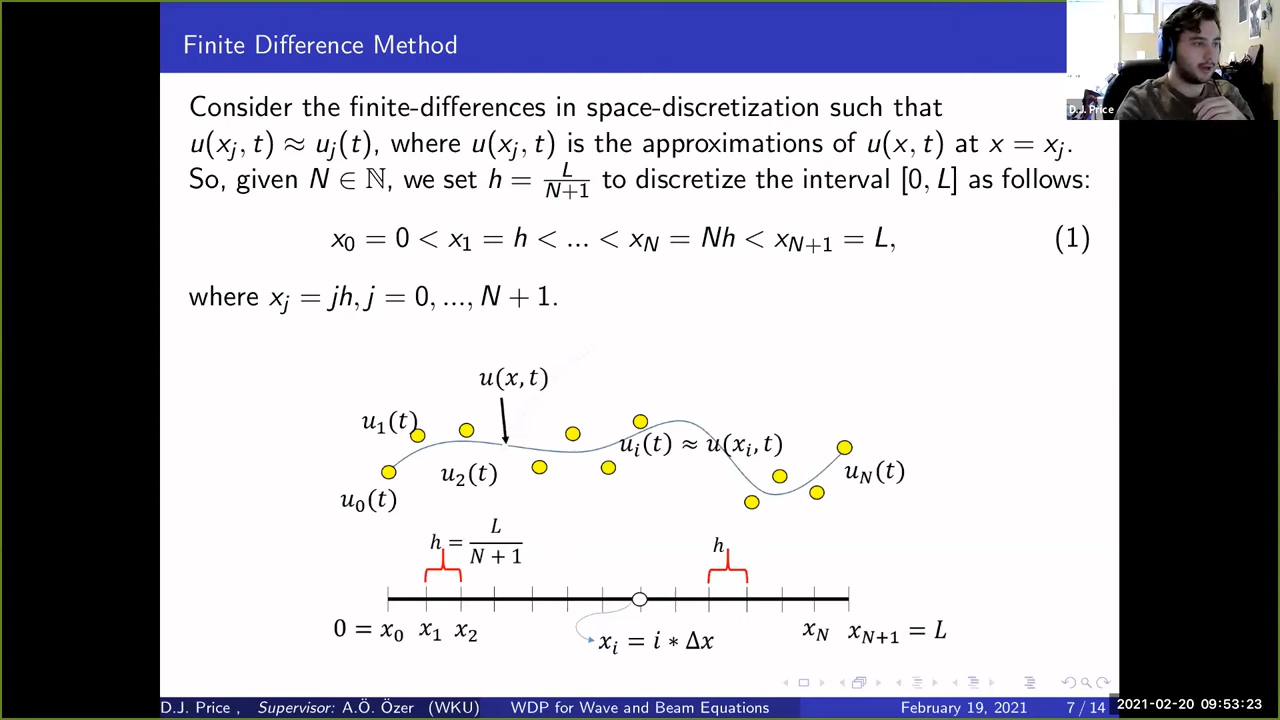 Finite Difference Method
D.J. Price
Consider the finite-differences in space-discretization such that
u(x_j, t) ≈ u_j(t), where u(x_j, t) is the approximations of u(x, t) at x = x_j.
So, given N ∈ ℕ, we set h = L/(N+1) to discretize the interval [0, L] as follows:
x_0 = 0 < x_1 = h < ... < x_N = Nh < x_{N+1} = L, (1)
where x_j = jh, j = 0, ..., N + 1.
u(x, t)
u_1(t)
u_i(t) ≈ u(x_i, t)
u_2(t)
u_N(t)
u_0(t)
h = L/(N + 1)
h
0 = x_0 x_1 x_2
x_N x_{N+1} = L
x_i = i * Δx
D.J. Price , Supervisor: A.Ö. Özer (WKU) WDP for Wave and Beam Equations February 19, 2021 7 / 14
2021-02-20 09:53:23